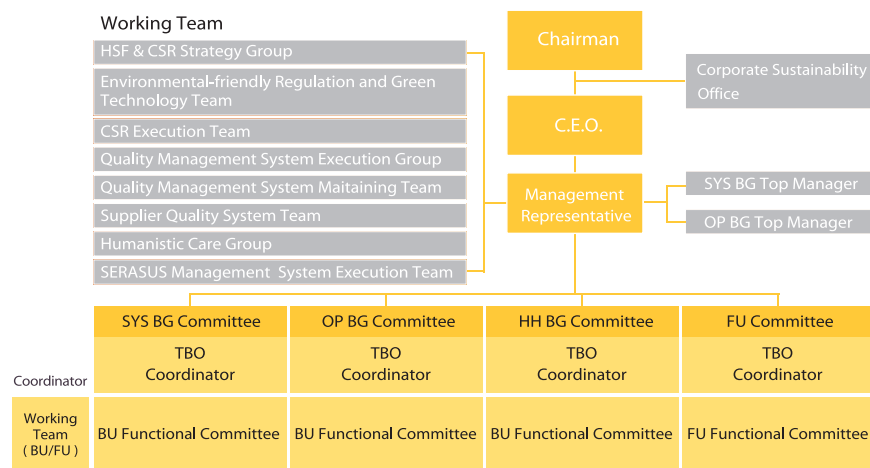 Working Team
HSF & CSR Strategy Group
Environmental-friendly Regulation and Green
Technology Team
CSR Execution Team
Quality Management System Execution Group
Quality Management System Maitaining Team
Supplier Quality System Team
Humanistic Care Group
SERASUS Management System Execution Team
Chairman
Corporate Sustainability
Office
C.E.O.
Management
Representative
SYS BG Top Manager
OP BG Top Manager
SYS BG Committee
OP BG Committee
HH BG Committee
FU Committee
Coordinator
TBO
Coordinator
TBO
Coordinator
TBO
Coordinator
TBO
Coordinator
Working
Team
( BU/FU )
BU Functional Committee
BU Functional Committee
BU Functional Committee
FU Functional Committee